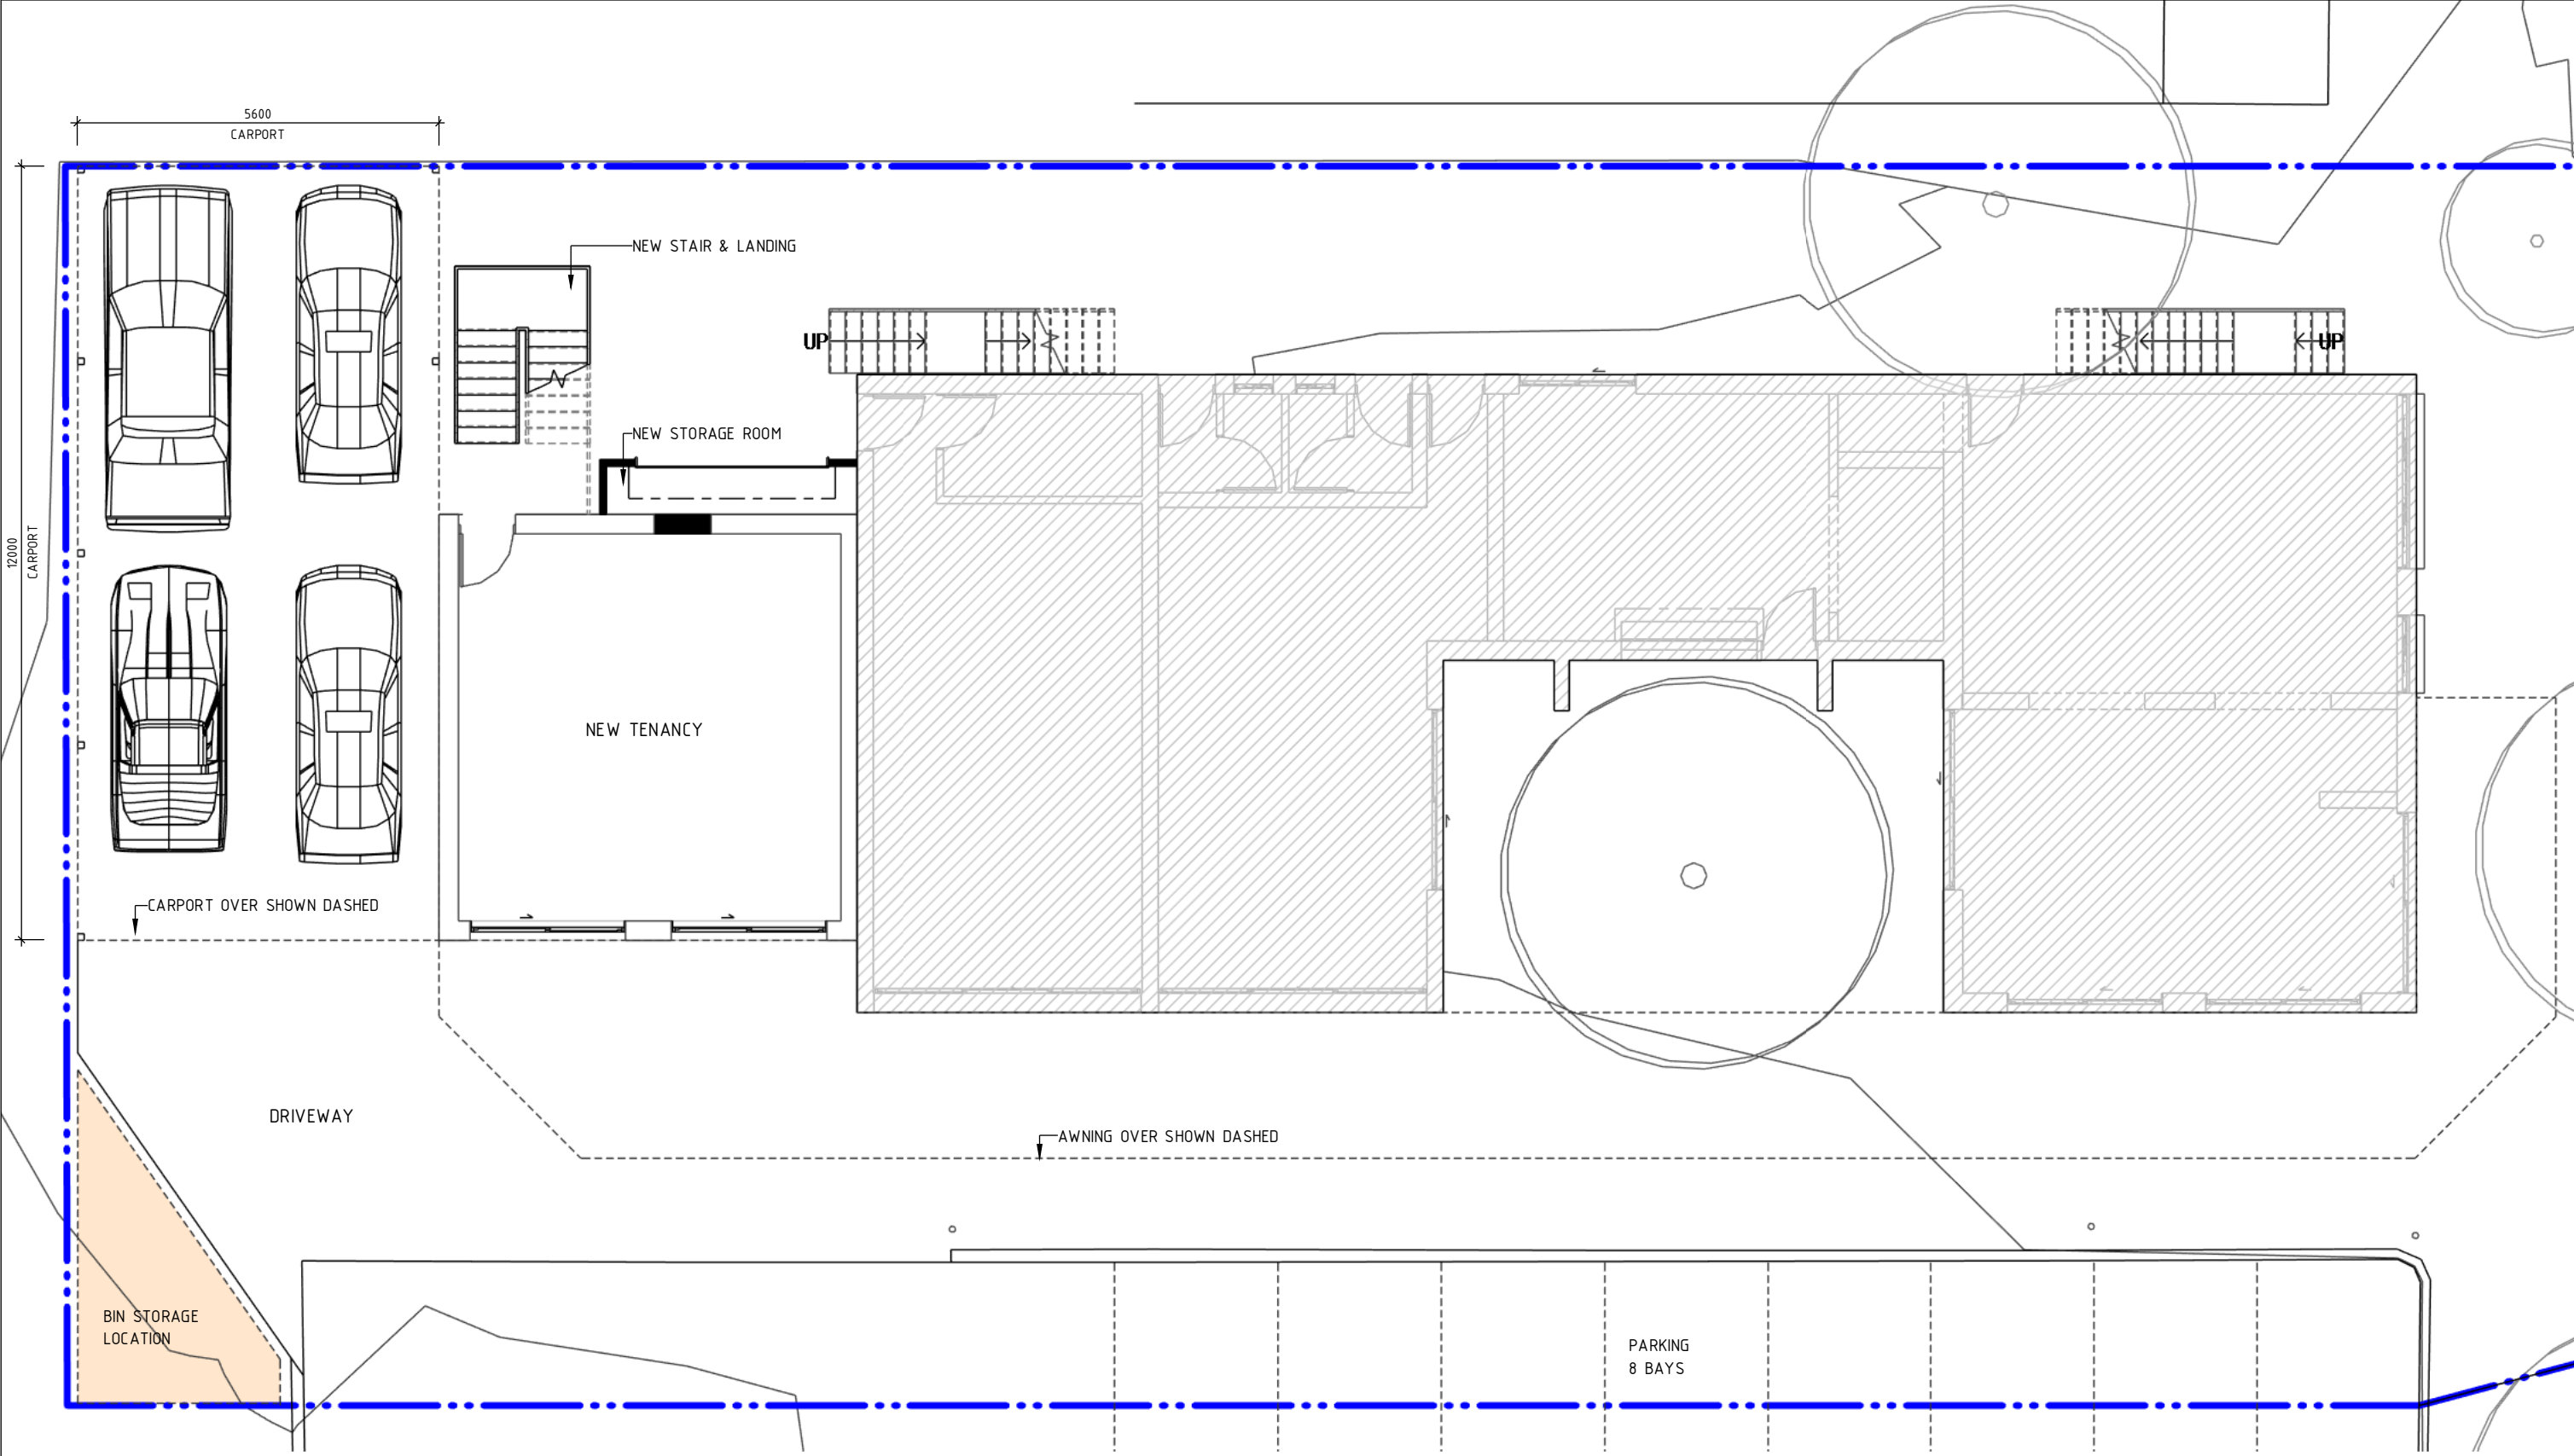 5600
CARPORT
NEW STAIR & LANDING
UP
UP
NEW STORAGE ROOM
12000
CARPORT
NEW TENANCY
CARPORT OVER SHOWN DASHED
DRIVEWAY
AWNING OVER SHOWN DASHED
BIN STORAGE
LOCATION
PARKING
8 BAYS